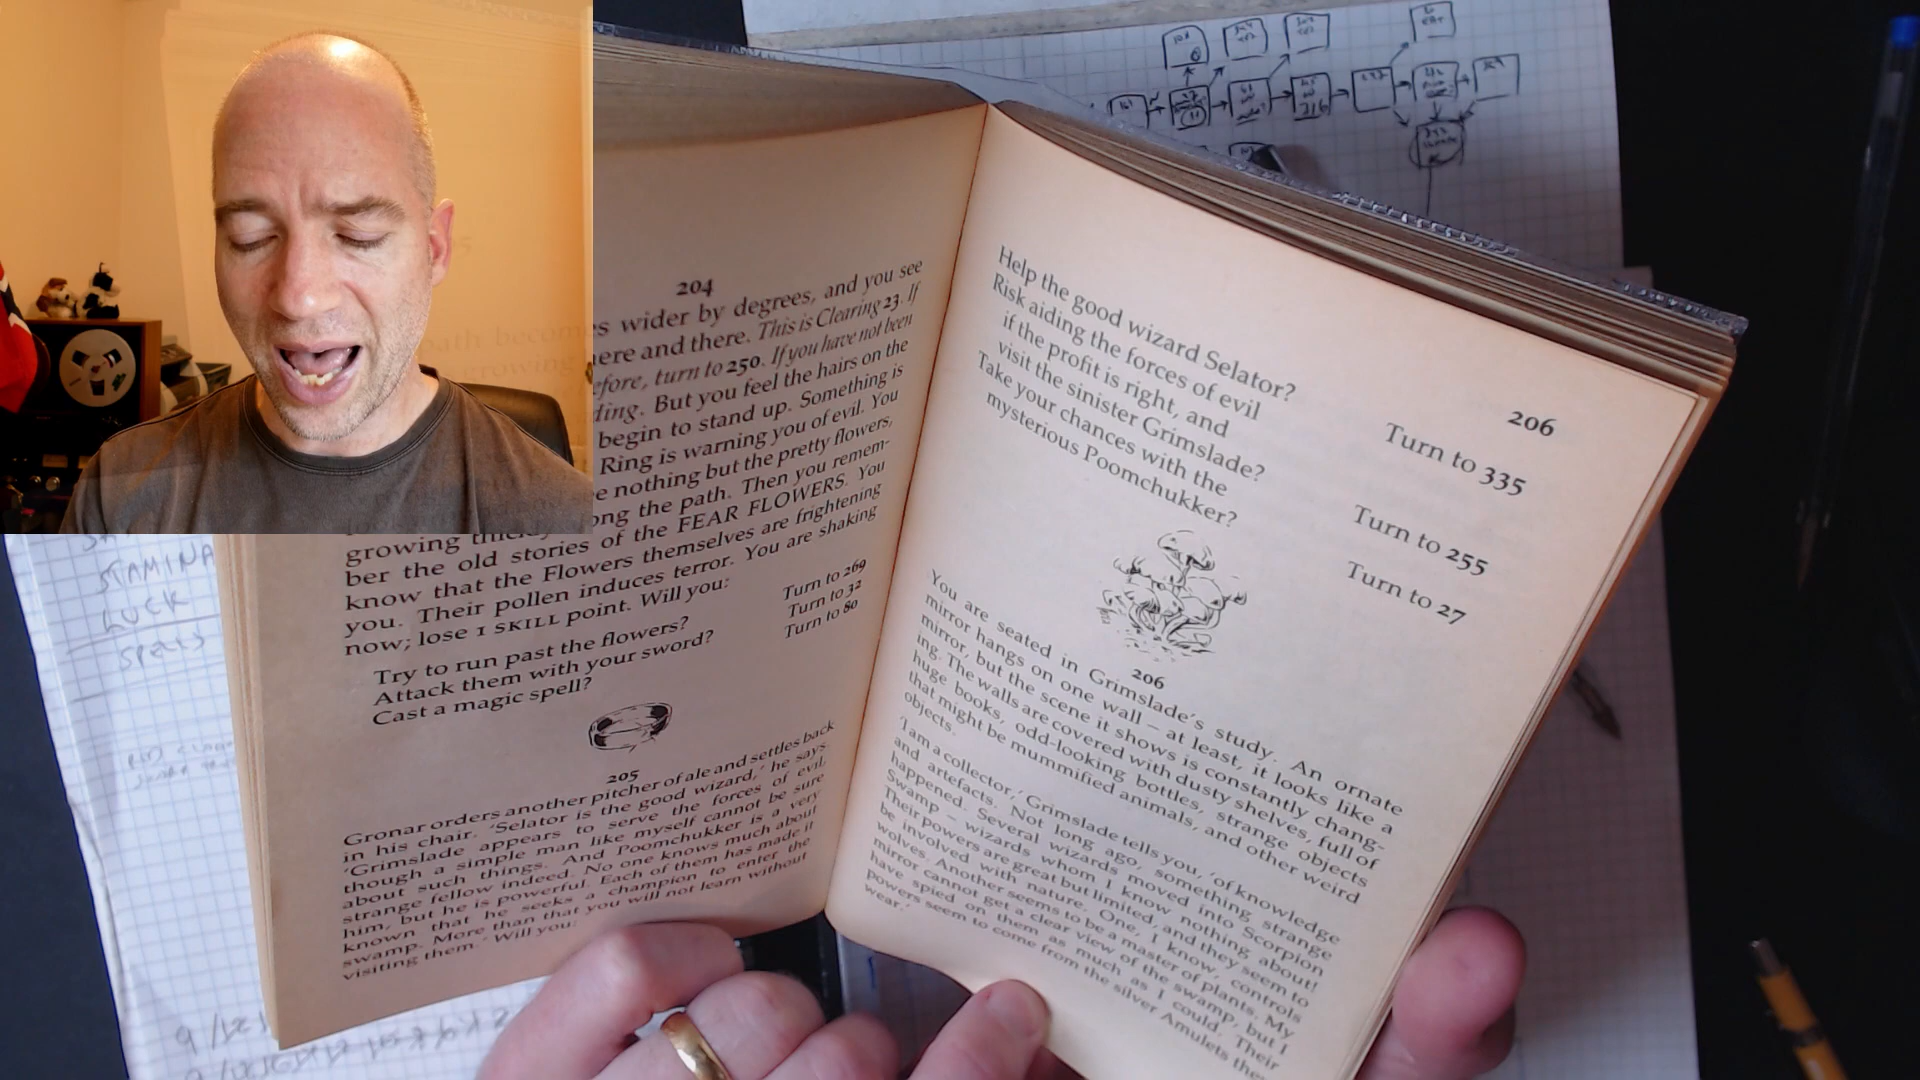 204
s wider by degrees, and you see
here and there. This is Clearing 23. If
efore, turn to 250. If you have not been
ding. But you feel the hairs on the
begin to stand up. Something is
Ring is warning you of evil. You
e nothing but the pretty flowers,
ong the path. Then you remem-
growing
ber the old stories of the FEAR FLOWERS. You
know that the Flowers themselves are frightening
you. Their pollen induces terror. You are shaking
now; lose 1 SKILL point. Will you:
Try to run past the flowers? Turn to 269
Attack them with your sword? Turn to 32
Cast a magic spell? Turn to 80
205
Gronar orders another pitcher of ale and settles back
in his chair. 'Selator is the good wizard,' he says.
'Grimslade appears to serve the forces of evil,
though a simple man like myself cannot be sure
about such things. And Poomchukker is a very
strange fellow indeed. No one knows much about
him, but he is powerful. Each of them has made it
known that he seeks a champion to enter the
swamp. More than that you will not learn without
visiting them.' Will you:
206
Help the good wizard Selator? Turn to 335
Risk aiding the forces of evil
if the profit is right, and
visit the sinister Grimslade? Turn to 255
Take your chances with the
mysterious Poomchukker? Turn to 27
206
You are seated in Grimslade's study. An ornate
mirror hangs on one wall – at least, it looks like a
mirror, but the scene it shows is constantly chang-
ing. The walls are covered with dusty shelves, full of
huge books, odd-looking bottles, strange objects
that might be mummified animals, and other weird
objects.
'I am a collector,' Grimslade tells you, 'of knowledge
and artefacts. Not long ago, something strange
happened. Several wizards moved into Scorpion
Swamp – wizards whom I know nothing about!
Their powers are great but limited, and they seem to
be involved with nature. One, I know, controls
wolves. Another seems to be a master of plants. My
mirror cannot get a clear view of the swamp, but I
have spied on them as much as I could. Their
powers seem to come from the silver Amulets they
wear.'
STAMINA
LUCK
SPELLS